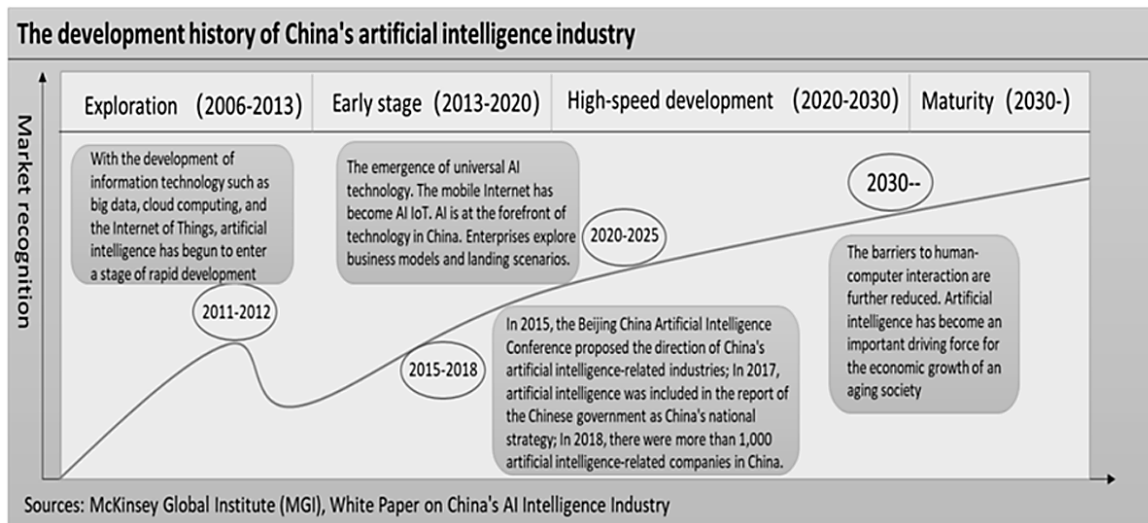 The development history of China's artificial intelligence industry
Market recognition
Exploration (2006-2013)
Early stage (2013-2020)
High-speed development (2020-2030)
Maturity (2030-)
With the development of
information technology such as
big data, cloud computing, and
the Internet of Things, artificial
intelligence has begun to enter
a stage of rapid development
2011-2012
The emergence of universal AI
technology. The mobile Internet has
become AI IoT. AI is at the forefront of
technology in China. Enterprises explore
business models and landing scenarios.
2015-2018
2020-2025
In 2015, the Beijing China Artificial Intelligence
Conference proposed the direction of China's
artificial intelligence-related industries; In 2017,
artificial intelligence was included in the report of
the Chinese government as China's national
strategy; In 2018, there were more than 1,000
artificial intelligence-related companies in China.
2030--
The barriers to human-
computer interaction are
further reduced. Artificial
intelligence has become an
important driving force for
the economic growth of an
aging society
Sources: McKinsey Global Institute (MGI), White Paper on China's AI Intelligence Industry